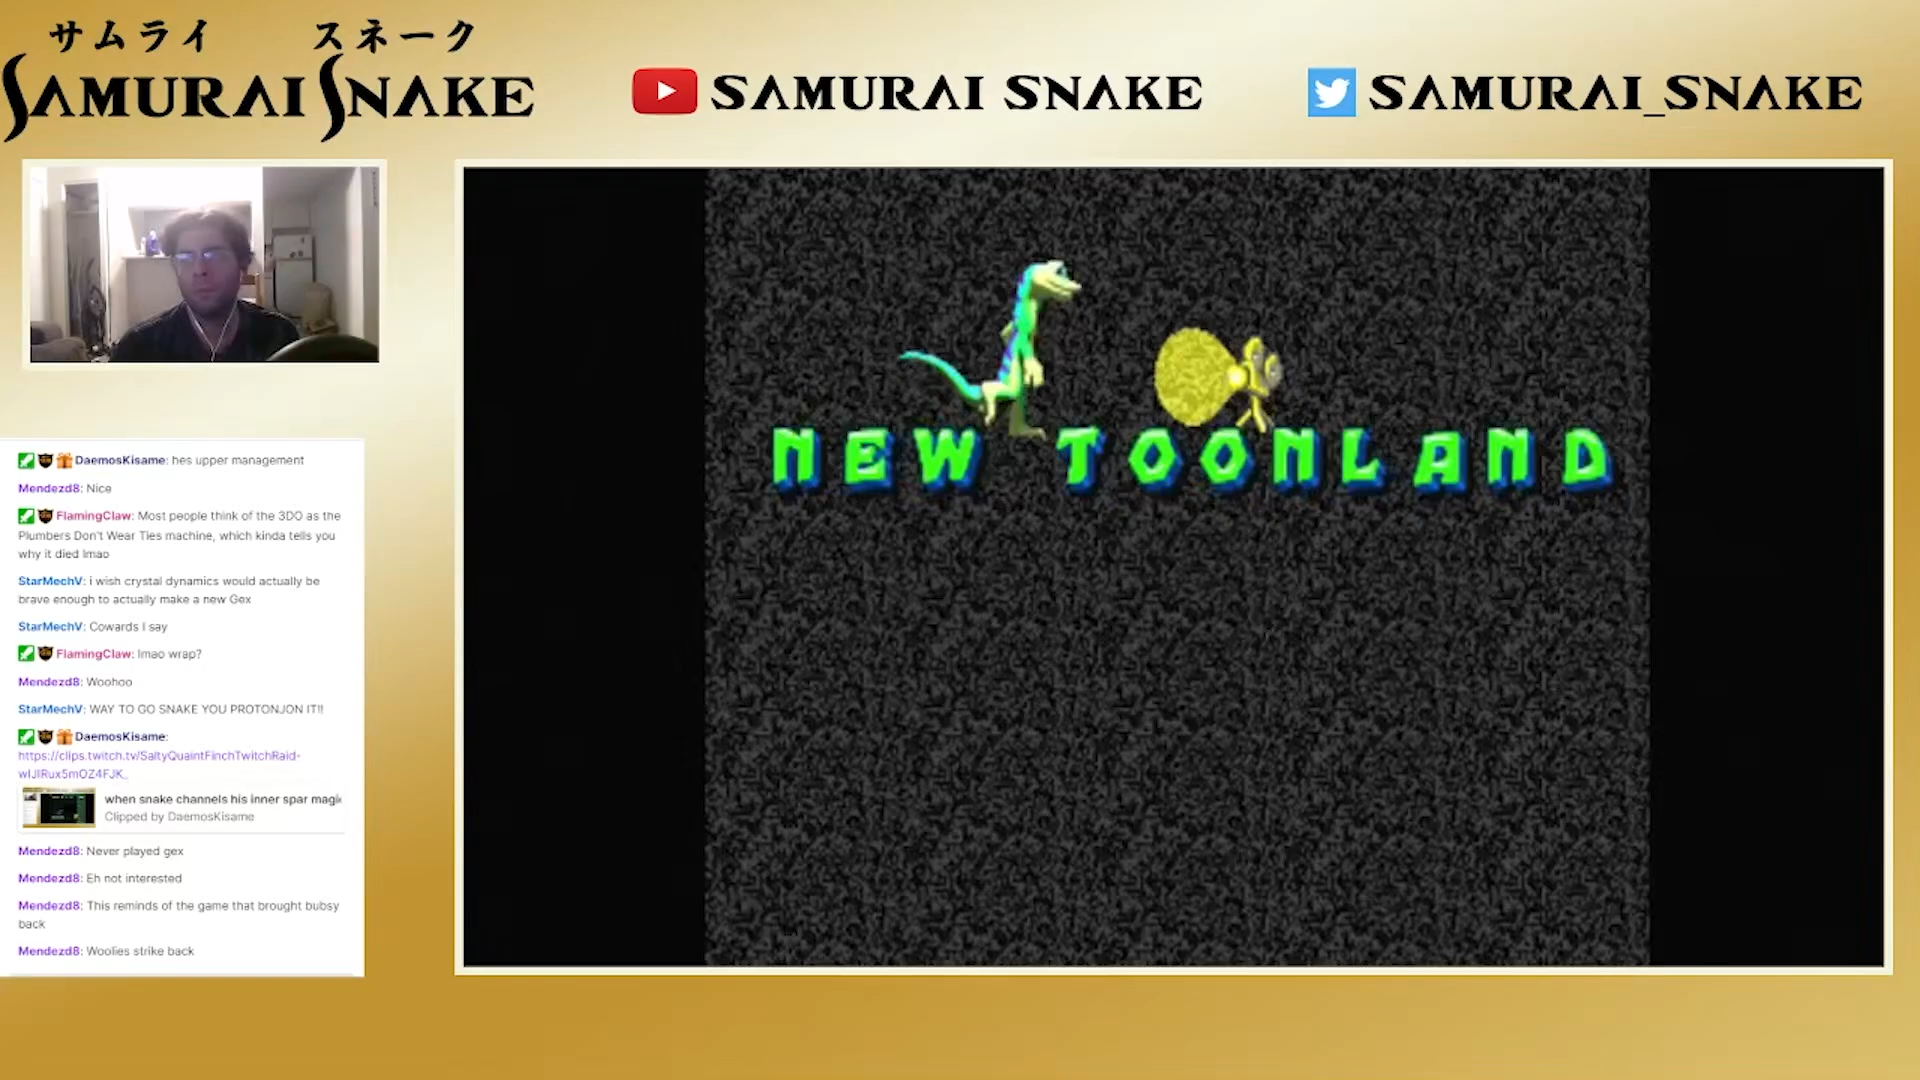 サムライ スネーク
SAMURAI SNAKE
SAMURAI SNAKE
SAMURAI_SNAKE
NEW TOONLAND
DaemosKisame: hes upper management
Mendezd8: Nice
FlamingClaw: Most people think of the 3DO as the
Plumbers Don't Wear Ties machine, which kinda tells you
why it died lmao
StarMechV: i wish crystal dynamics would actually be
brave enough to actually make a new Gex
StarMechV: Cowards I say
FlamingClaw: lmao wrap?
Mendezd8: Woohoo
StarMechV: WAY TO GO SNAKE YOU PROTONJON IT!!
DaemosKisame:
https://clips.twitch.tv/SaltyQuaintFinchTwitchRaid-
when snake channels his inner spar magi
Clipped by DaemosKisame
Mendezd8: Never played gex
Mendezd8: Eh not interested
Mendezd8: This reminds of the game that brought bubsy
back
Mendezd8: Woolies strike back